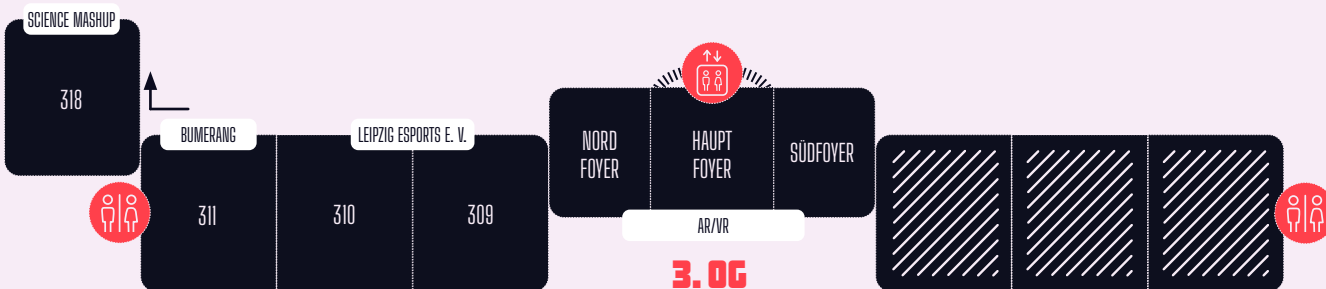 SCIENCE MASHUP
318
BUMERANG
LEIPZIG ESPORTS E. V.
311
310
309
NORD
FOYER
HAUPT
FOYER
SÜDFOYER
AR/VR
3. OG